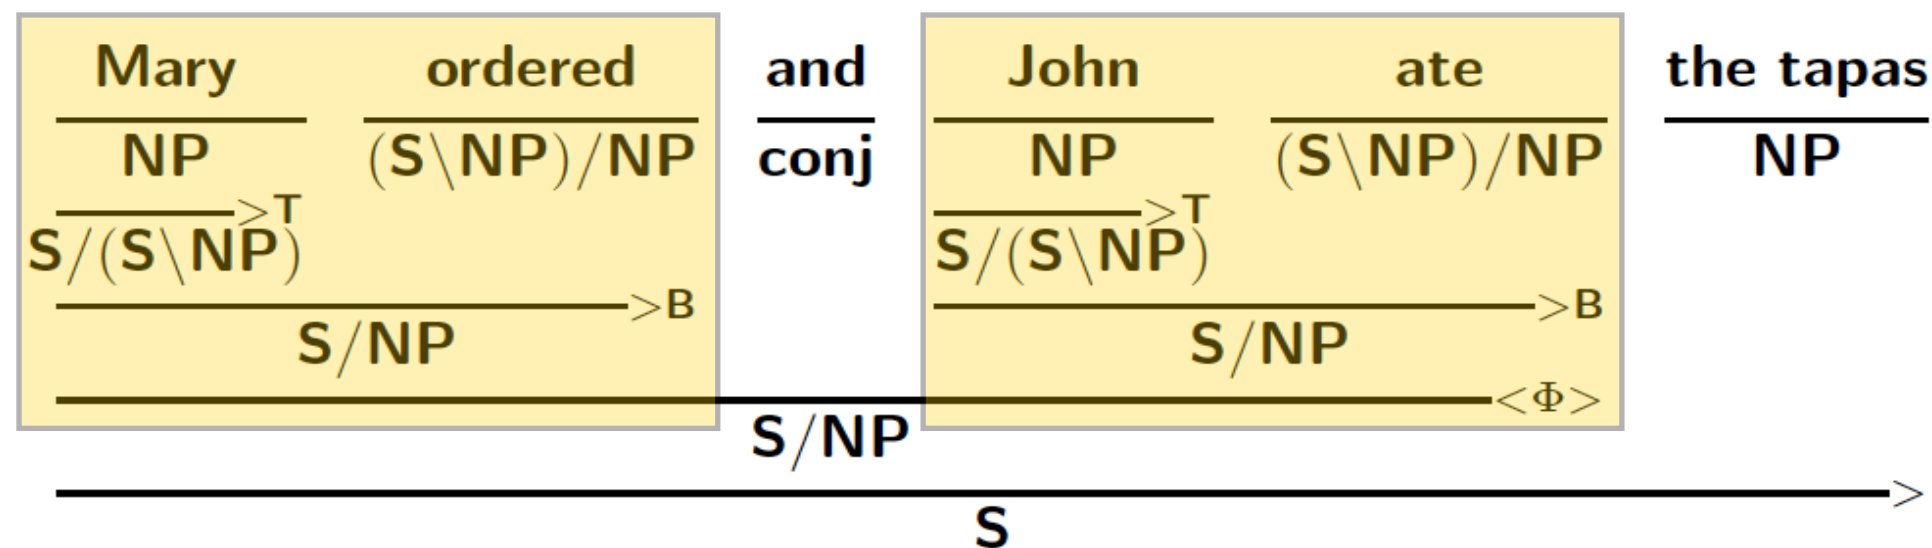 Mary ordered and John ate the tapas
NP (S\NP)/NP conj NP (S\NP)/NP NP
>T >T
S/(S\NP) S/(S\NP)
>B >B
S/NP S/NP
<Φ>
S/NP
>
S